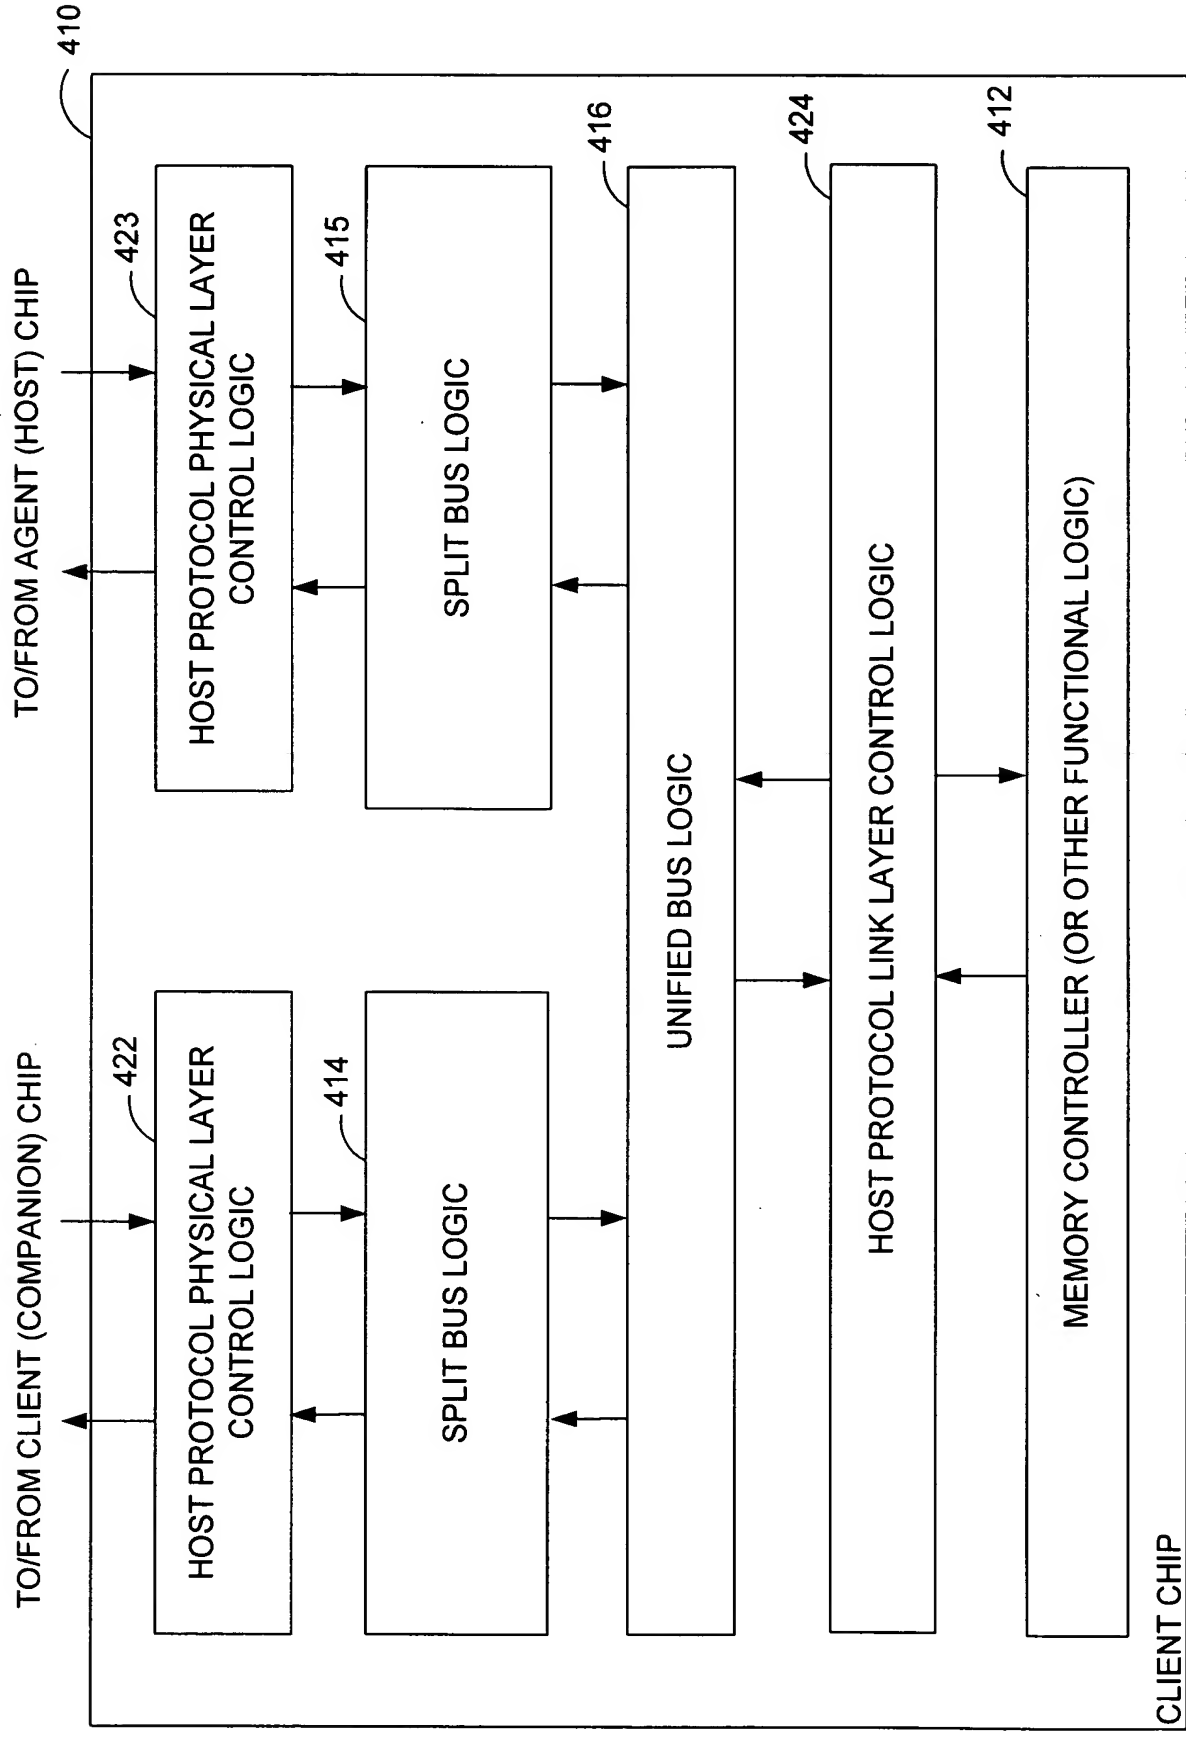 TO/FROM CLIENT (COMPANION) CHIP
TO/FROM AGENT (HOST) CHIP
410
422
HOST PROTOCOL PHYSICAL LAYER
CONTROL LOGIC
423
HOST PROTOCOL PHYSICAL LAYER
CONTROL LOGIC
414
SPLIT BUS LOGIC
415
SPLIT BUS LOGIC
416
UNIFIED BUS LOGIC
424
HOST PROTOCOL LINK LAYER CONTROL LOGIC
412
MEMORY CONTROLLER (OR OTHER FUNCTIONAL LOGIC)
CLIENT CHIP